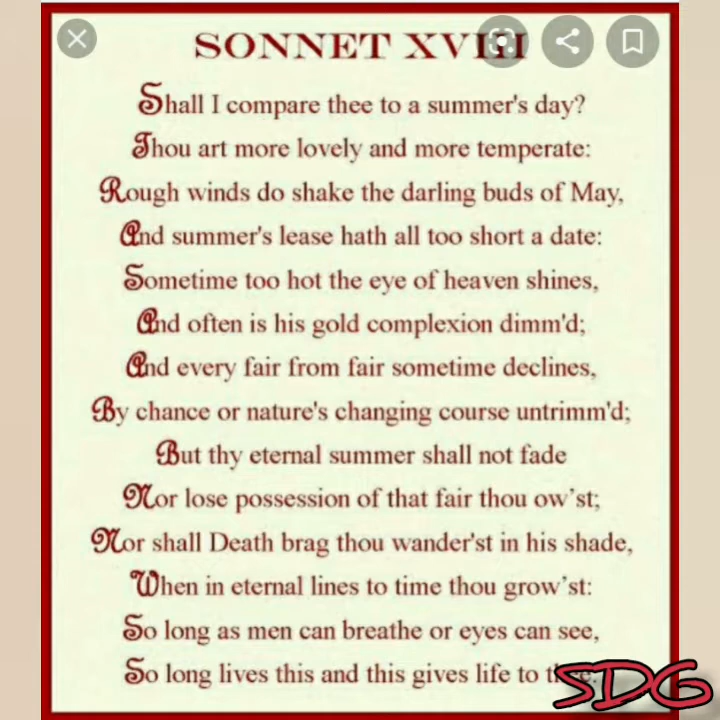 SONNET XVIII
Shall I compare thee to a summer's day?
Thou art more lovely and more temperate:
Rough winds do shake the darling buds of May,
And summer's lease hath all too short a date:
Sometime too hot the eye of heaven shines,
And often is his gold complexion dimm'd;
And every fair from fair sometime declines,
By chance or nature's changing course untrimm'd;
But thy eternal summer shall not fade
Nor lose possession of that fair thou ow'st;
Nor shall Death brag thou wander'st in his shade,
When in eternal lines to time thou grow'st:
So long as men can breathe or eyes can see,
So long lives this and this gives life to thee.
SDG